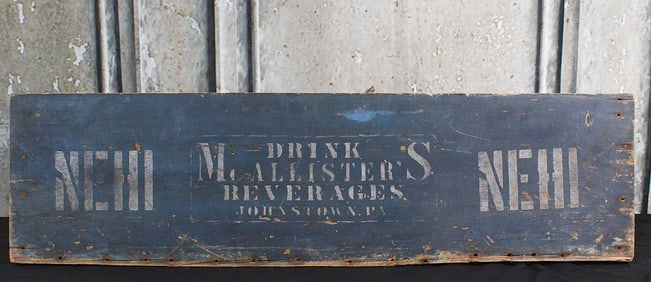 DRINK
NEHI McALLISTER'S NEHI
BEVERAGES
JOHNSTOWN, PA